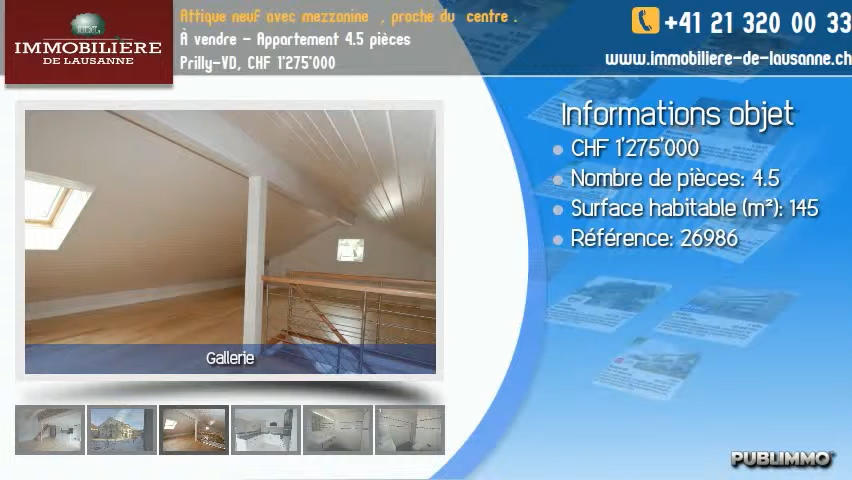 IDL
IMMOBILIÈRE
DE LAUSANNE
Attique neuf avec mezzanine , proche du centre .
À vendre - Appartement 4.5 pièces
Prilly-VD, CHF 1'275'000
+41 21 320 00 33
www.immobiliere-de-lausanne.ch
Informations objet
CHF 1'275'000
Nombre de pièces: 4.5
Surface habitable (m²): 145
Référence: 26986
Gallerie
PUBLIMMO